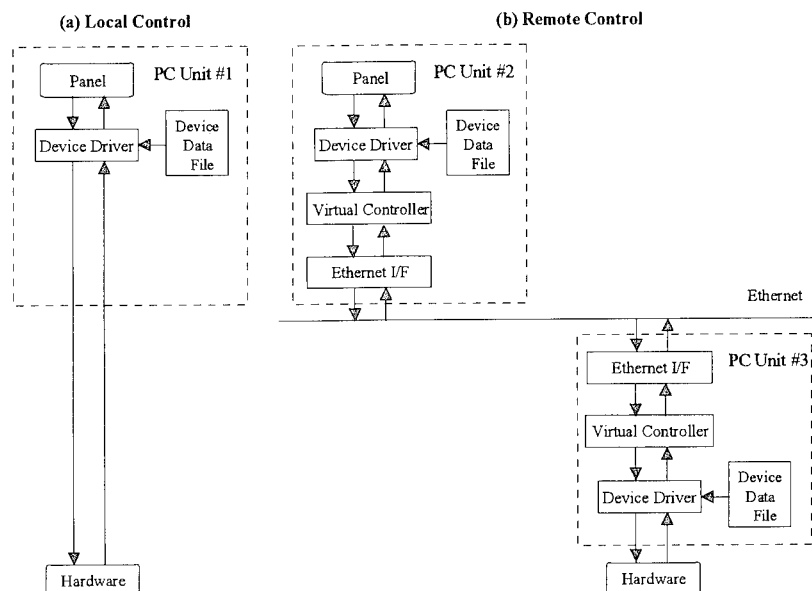 (a) Local Control
PC Unit #1
Panel
Device Driver
Device
Data
File
Hardware
(b) Remote Control
PC Unit #2
Panel
Device Driver
Device
Data
File
Virtual Controller
Ethernet I/F
Ethernet
PC Unit #3
Ethernet I/F
Virtual Controller
Device Driver
Device
Data
File
Hardware